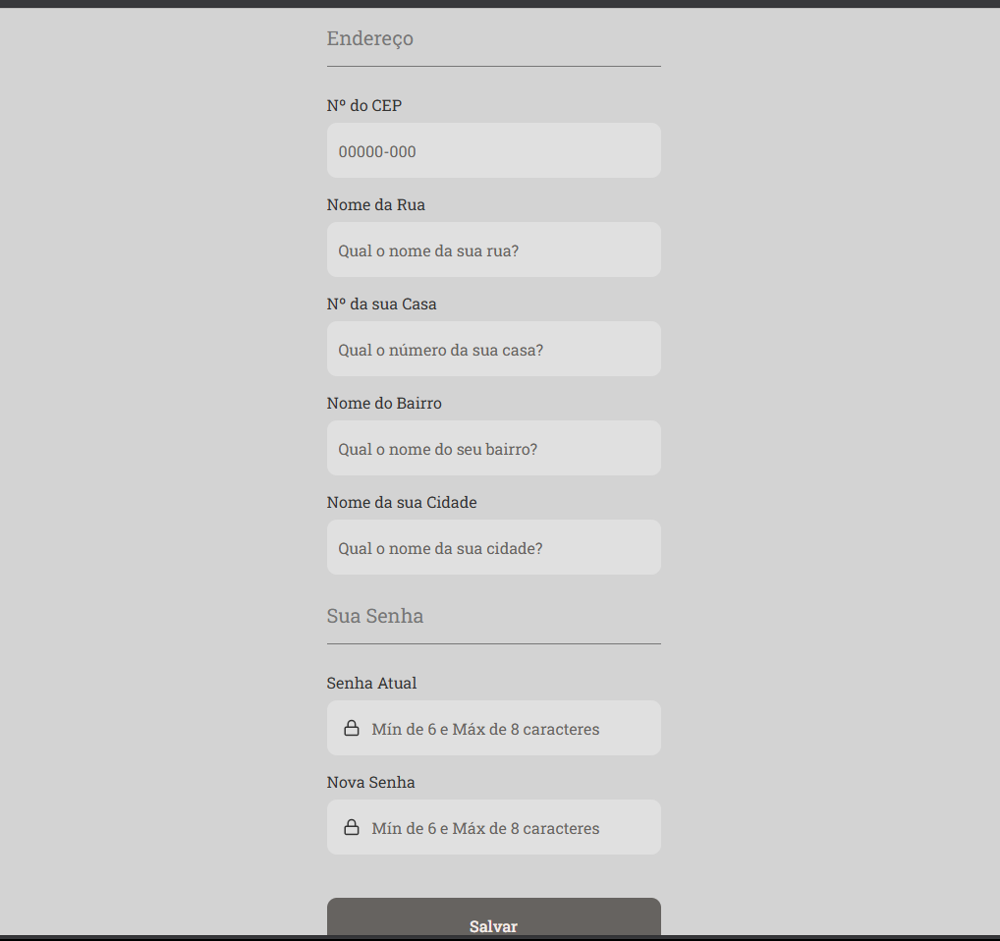 Endereço
Nº do CEP
00000-000
Nome da Rua
Qual o nome da sua rua?
Nº da sua Casa
Qual o número da sua casa?
Nome do Bairro
Qual o nome do seu bairro?
Nome da sua Cidade
Qual o nome da sua cidade?
Sua Senha
Senha Atual
Mín de 6 e Máx de 8 caracteres
Nova Senha
Mín de 6 e Máx de 8 caracteres
Salvar